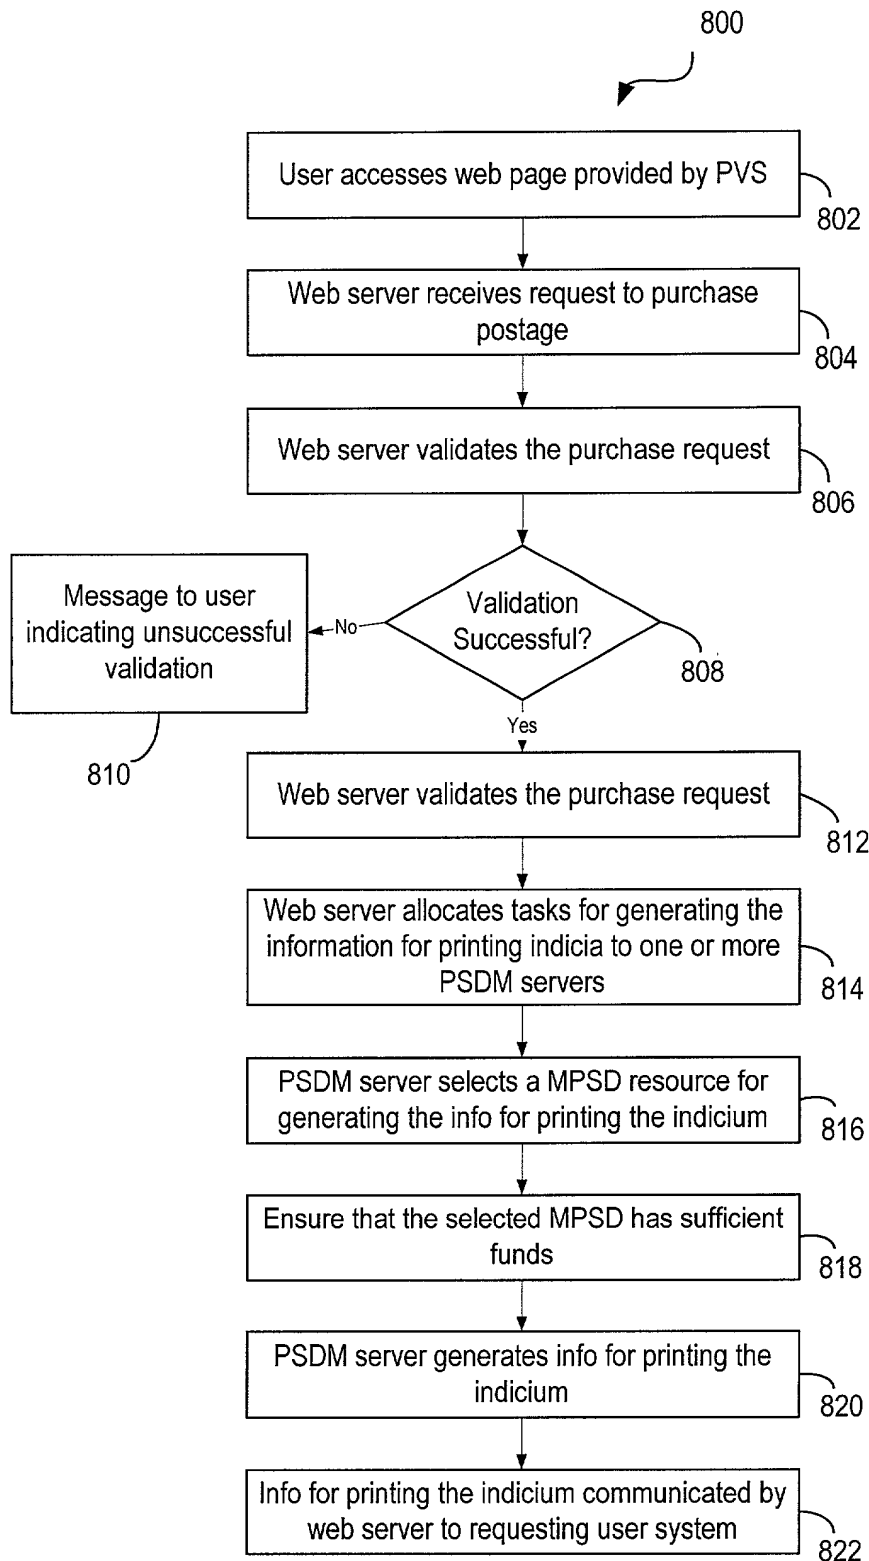 800
User accesses web page provided by PVS
802
Web server receives request to purchase
postage
804
Web server validates the purchase request
806
Validation
Successful?
808
No
Message to user
indicating unsuccessful
validation
810
Yes
Web server validates the purchase request
812
Web server allocates tasks for generating the
information for printing indicia to one or more
PSDM servers
814
PSDM server selects a MPSD resource for
generating the info for printing the indicium
816
Ensure that the selected MPSD has sufficient
funds
818
PSDM server generates info for printing the
indicium
820
Info for printing the indicium communicated by
web server to requesting user system
822